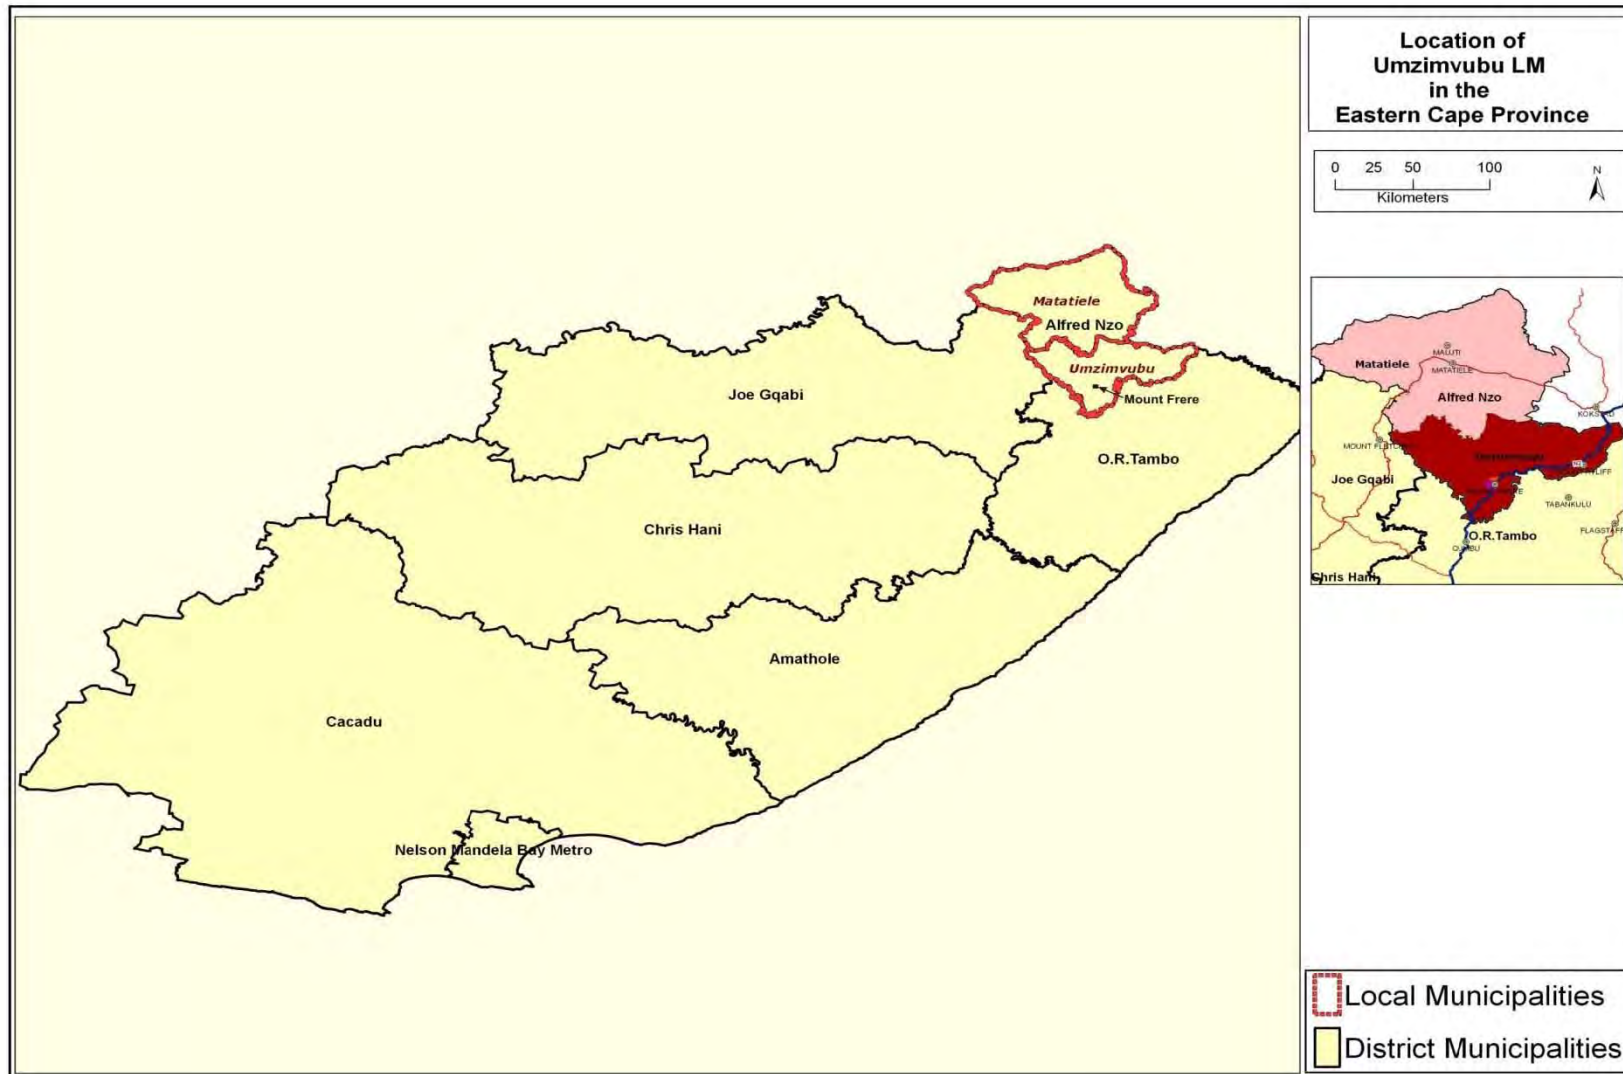 Location of
Umzimvubu LM
in the
Eastern Cape Province
0 25 50 100
Kilometers
N
Matatiele
Alfred Nzo
Umzimvubu
Mount Frere
Joe Gqabi
O.R.Tambo
Chris Hani
Amathole
Cacadu
Nelson Mandela Bay Metro
MALUTI
Matatiele
MATATIELE
Alfred Nzo
KOKSTAD
Joe Gqabi
TABANKULU
O.R.Tambo
Chris Hani
Local Municipalities
District Municipalities